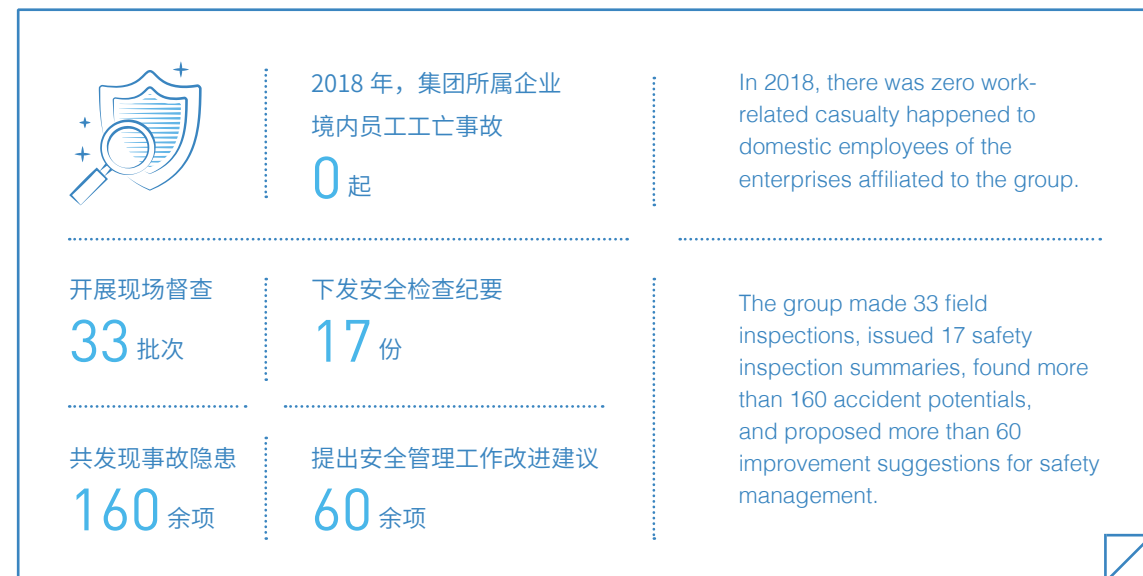 2018 年，集团所属企业
境内员工工亡事故
0 起
In 2018, there was zero work-
related casualty happened to
domestic employees of the
enterprises affiliated to the group.
开展现场督查
33 批次
下发安全检查纪要
17 份
共发现事故隐患
160 余项
提出安全管理工作改进建议
60 余项
The group made 33 field
inspections, issued 17 safety
inspection summaries, found more
than 160 accident potentials,
and proposed more than 60
improvement suggestions for safety
management.